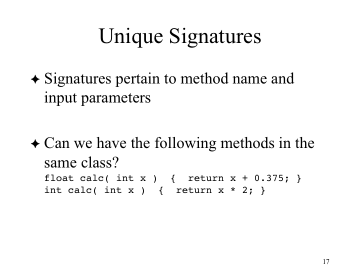 Unique Signatures
✦ Signatures pertain to method name and
input parameters
✦ Can we have the following methods in the
same class?
float calc( int x )  {  return x + 0.375; }
int calc( int x )  {  return x * 2; }
17